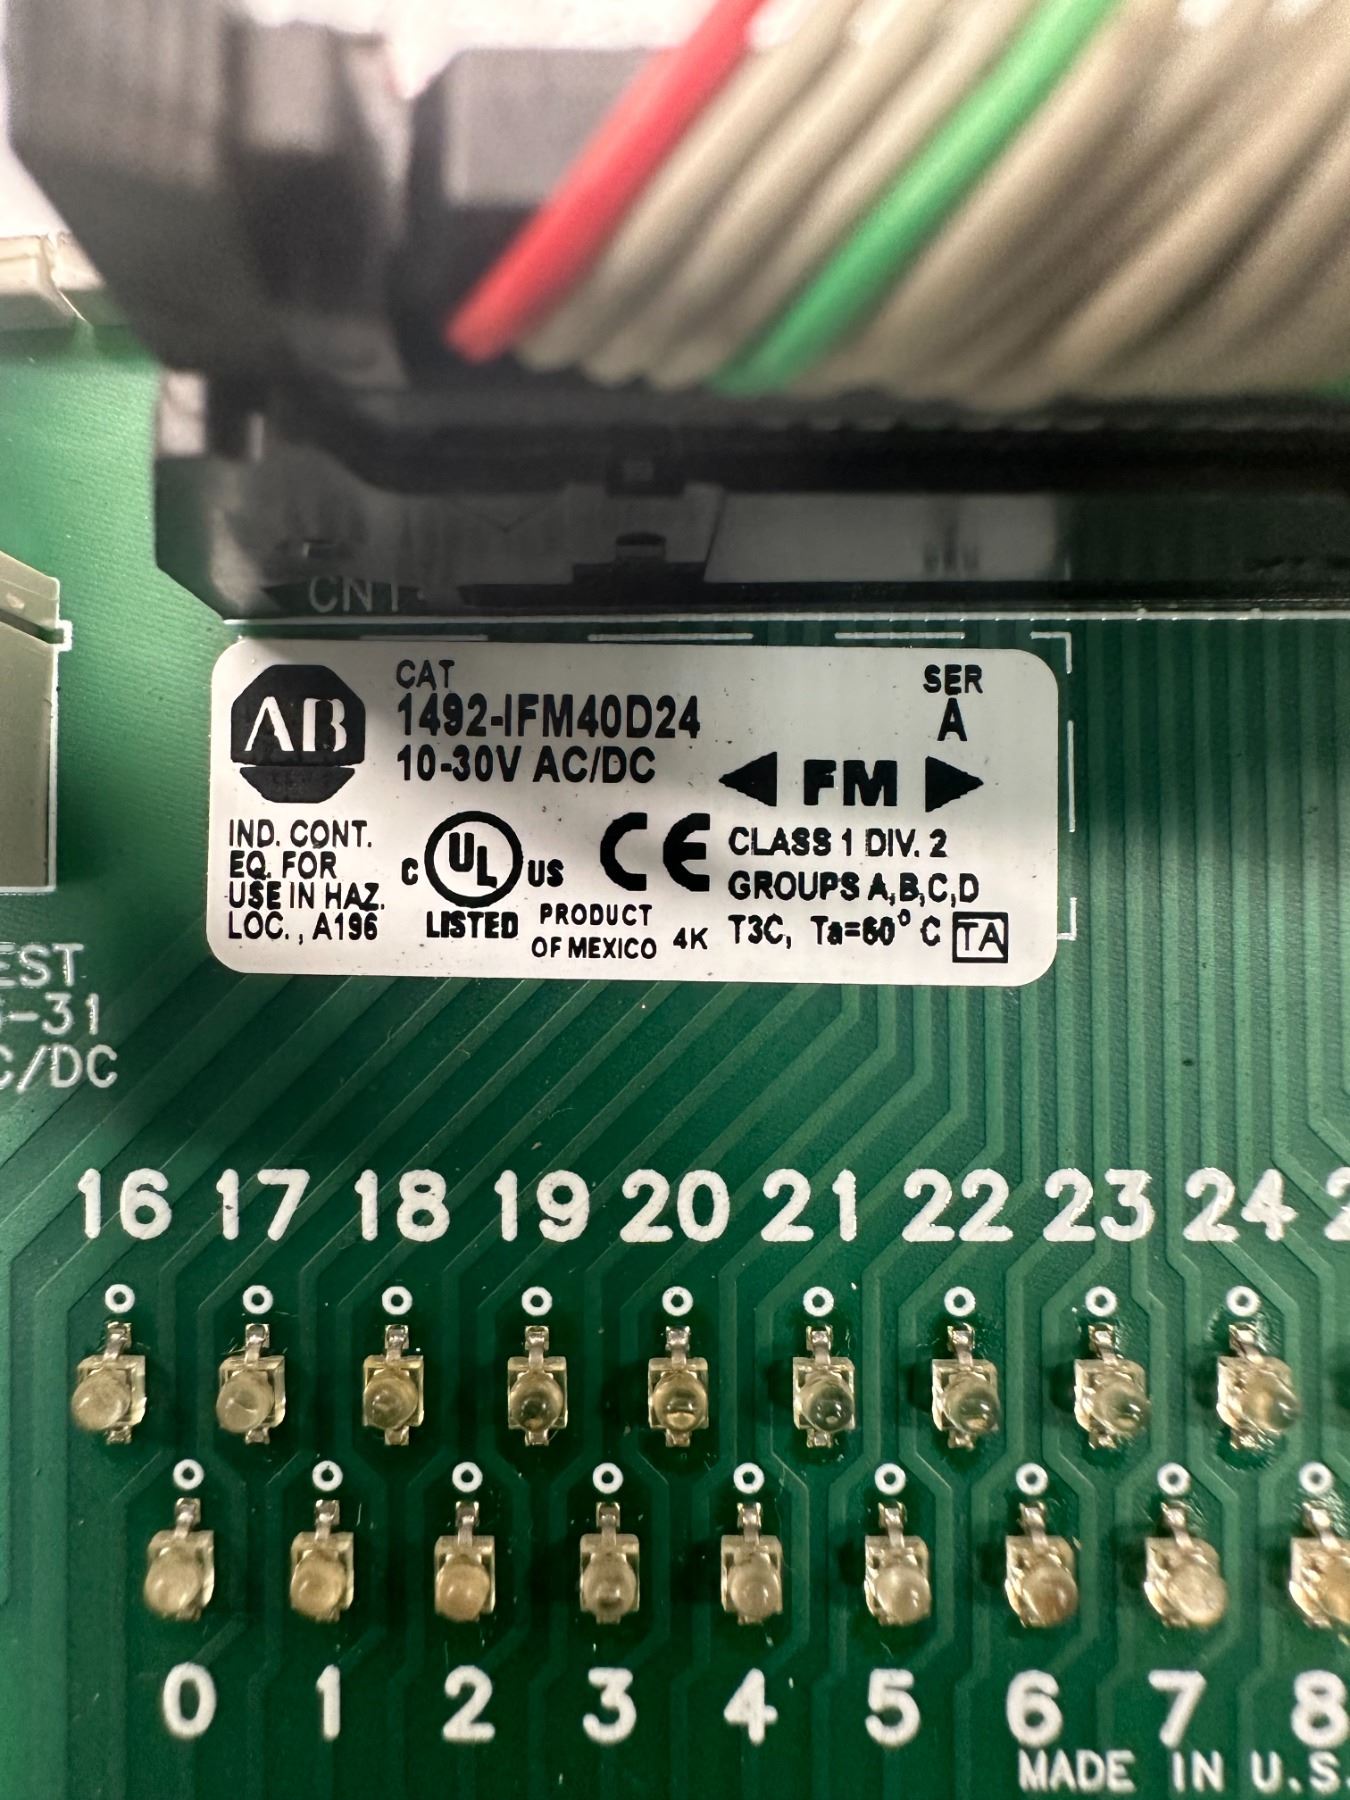 CN1
AB
CAT
1492-IFM40D24
10-30V AC/DC
SER
A
FM
IND. CONT.
EQ. FOR
USE IN HAZ.
LOC., A196
C UL US
LISTED
CE
PRODUCT
OF MEXICO
4K
CLASS 1 DIV. 2
GROUPS A,B,C,D
T3C, Ta=60° C TA
EST
-31
C/DC
16 17 18 19 20 21 22 23 24
0 1 2 3 4 5 6 7 8
MADE IN U.S.